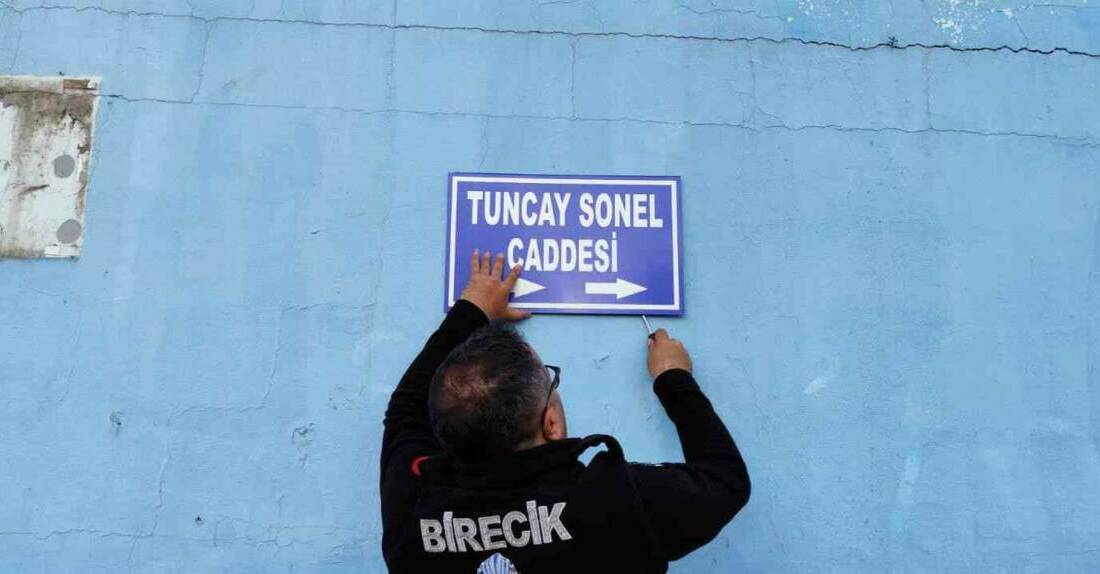 TUNCAY SONEL
CADDESİ
BİRECİK